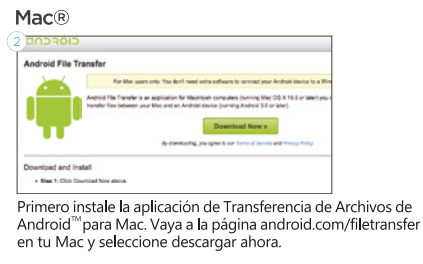 Mac®
2
ANDROID
Android File Transfer
For Mac users only. You don't need extra software to connect your Android device to a Win
Android File Transfer is an application for Macintosh computers (running Mac OS X 10.5 or later) you c
transfer files between your Mac and an Android device (running Android 3.0 or later).
Download Now »
By downloading, you agree to our Terms of Service and Privacy Policy.
Download and Install
• Step 1: Click Download Now above.
Primero instale la aplicación de Transferencia de Archivos de
Android™ para Mac. Vaya a la página android.com/filetransfer
en tu Mac y seleccione descargar ahora.